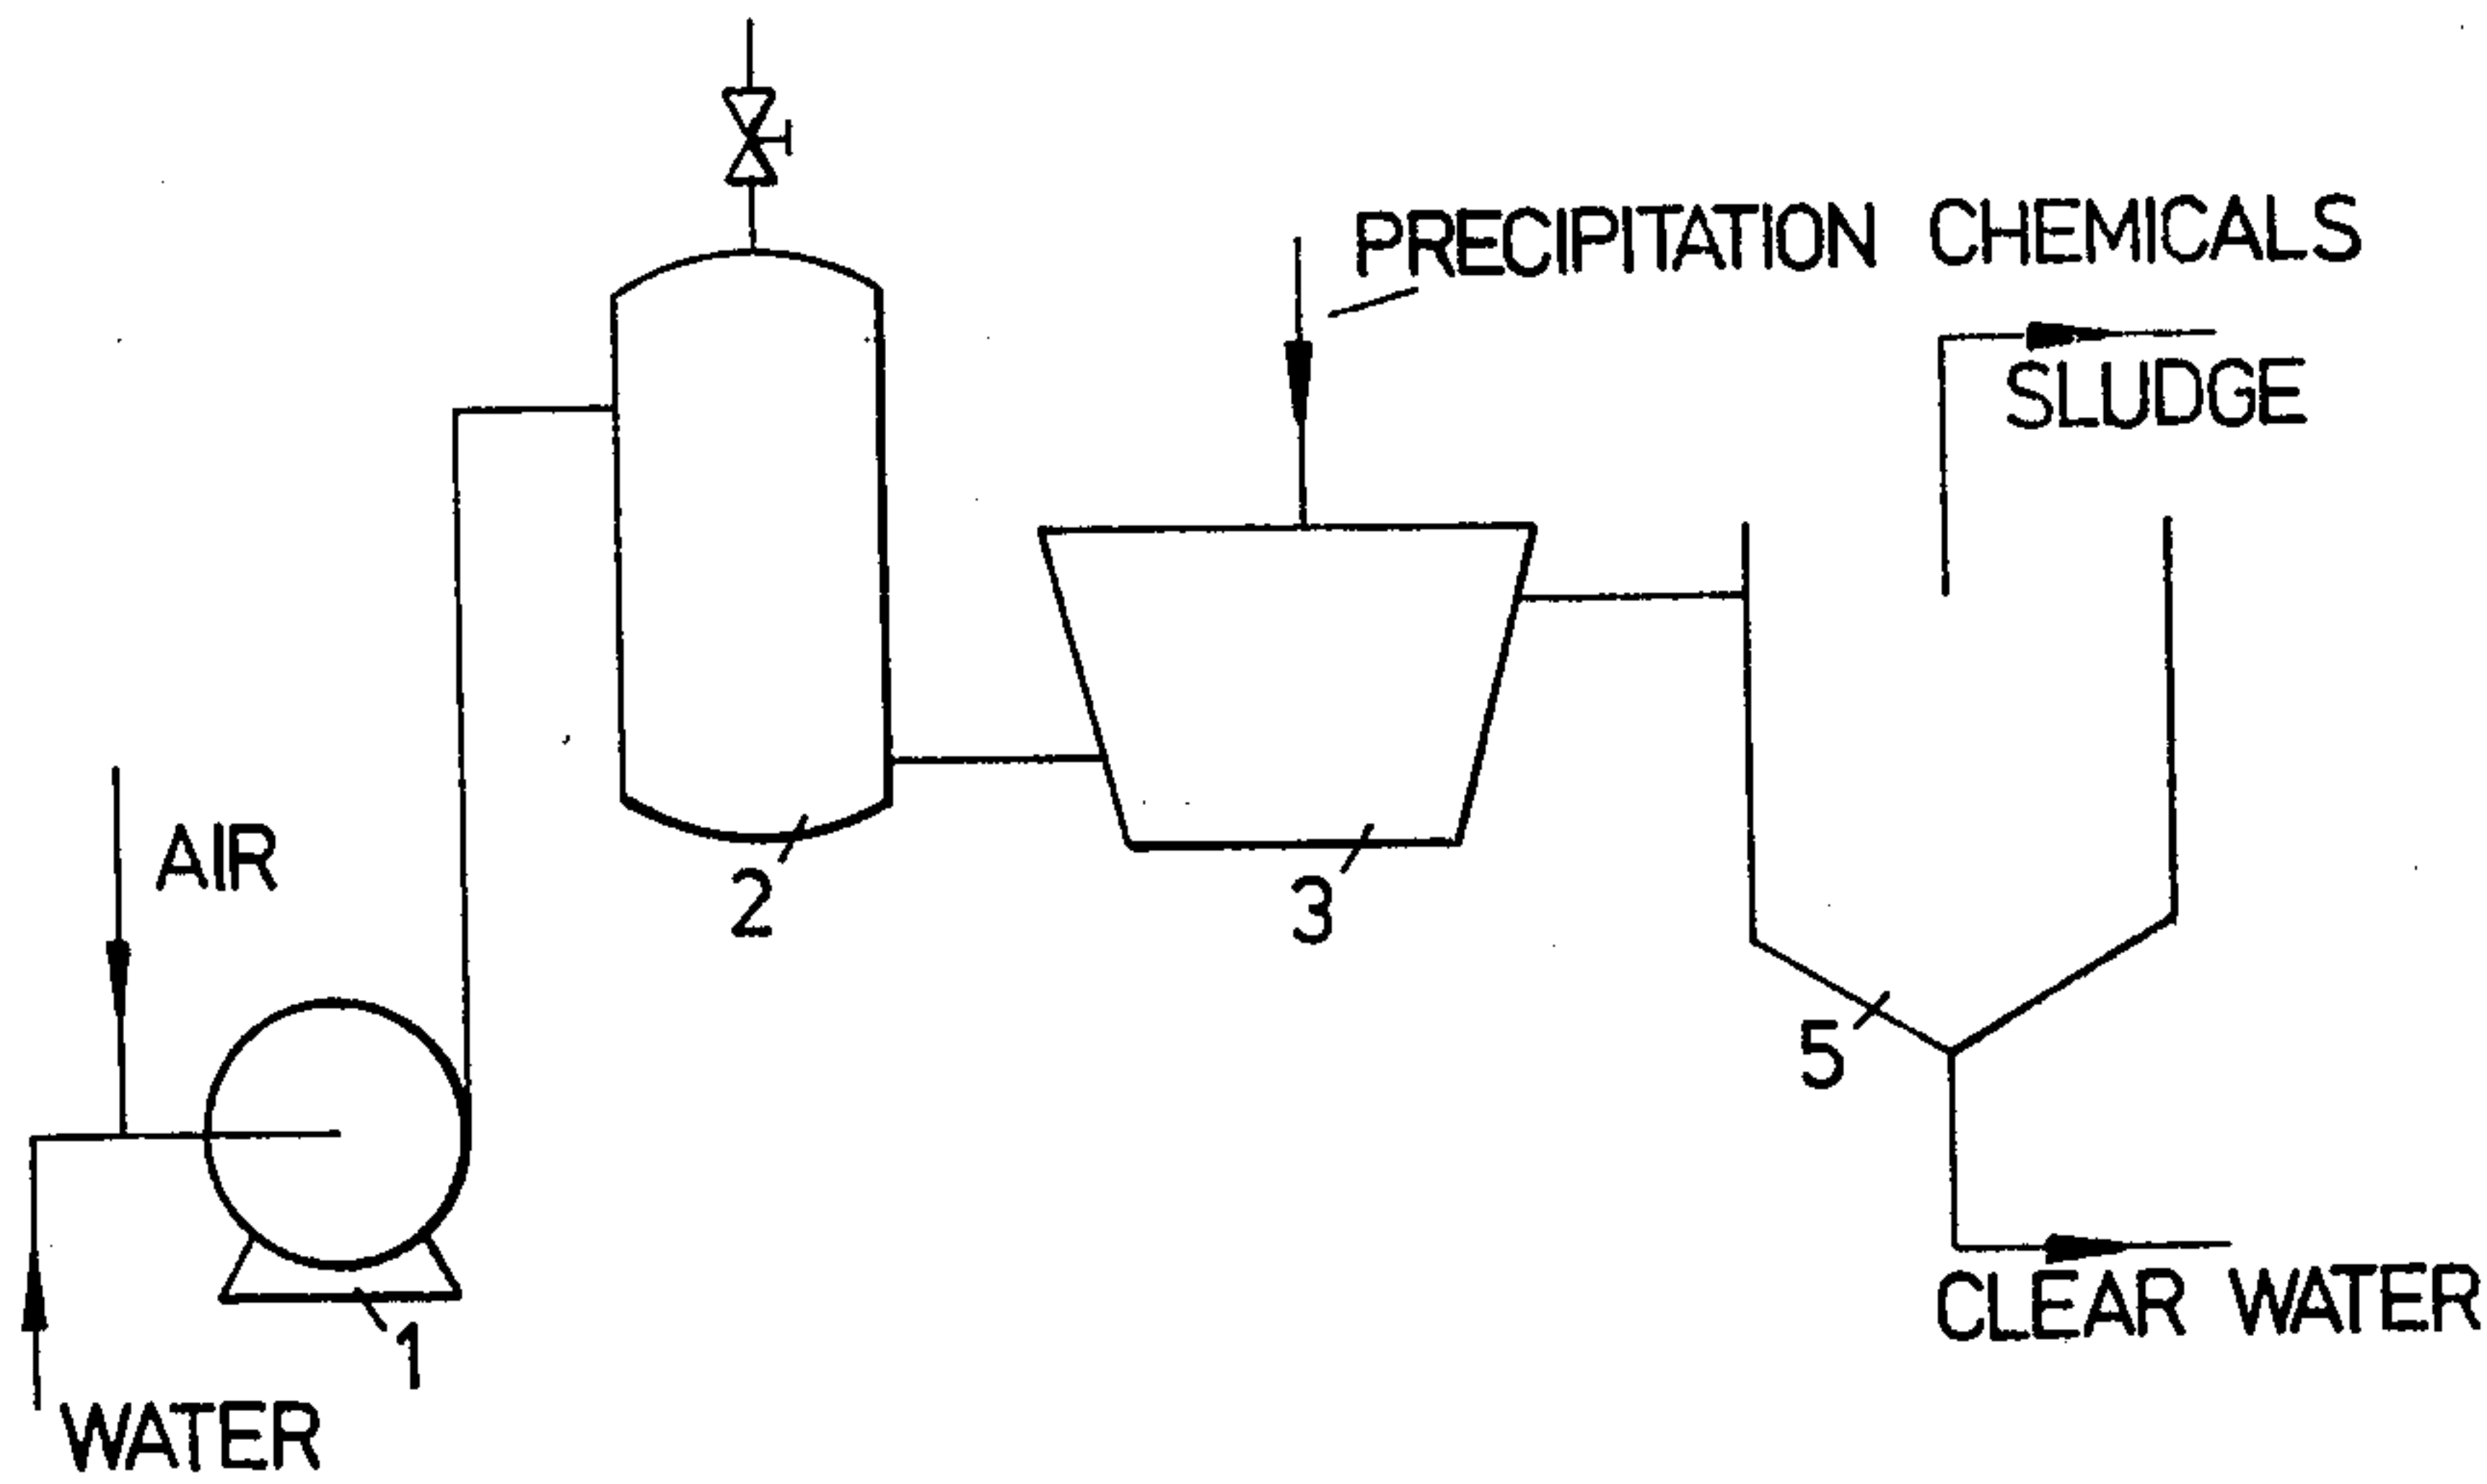 PRECIPITATION CHEMICALS
SLUDGE
AIR
2
3
5
1
CLEAR WATER
WATER